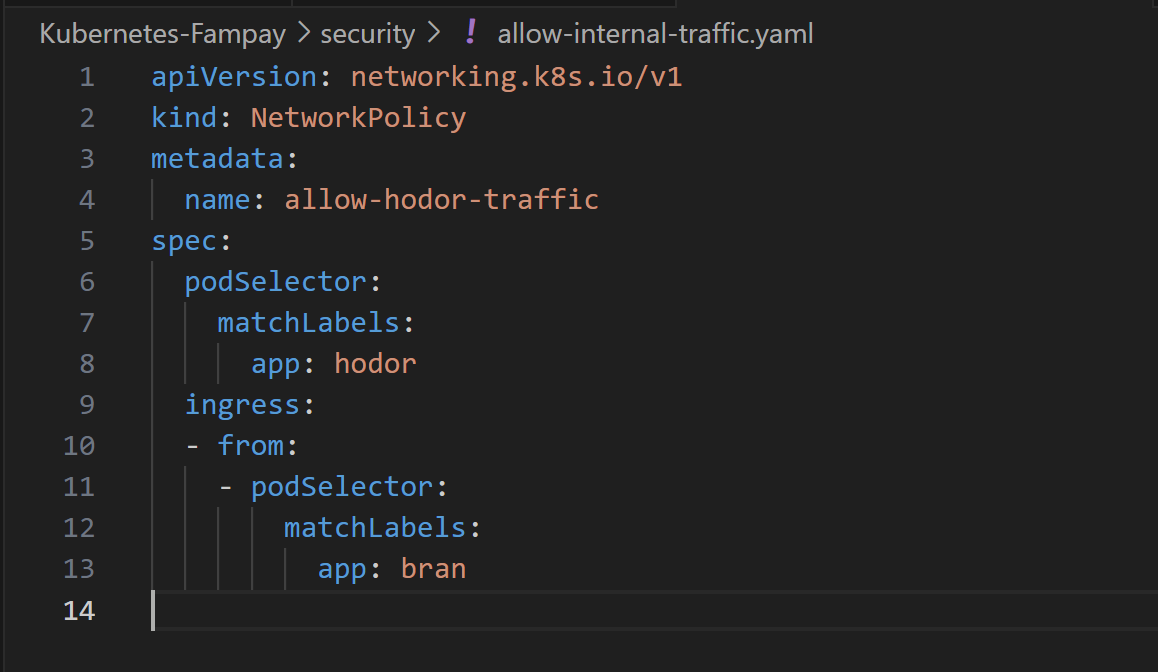 Kubernetes-Fampay > security > ! allow-internal-traffic.yaml
1 apiVersion: networking.k8s.io/v1
2 kind: NetworkPolicy
3 metadata:
4   name: allow-hodor-traffic
5 spec:
6   podSelector:
7     matchLabels:
8       app: hodor
9   ingress:
10   - from:
11     - podSelector:
12         matchLabels:
13           app: bran
14